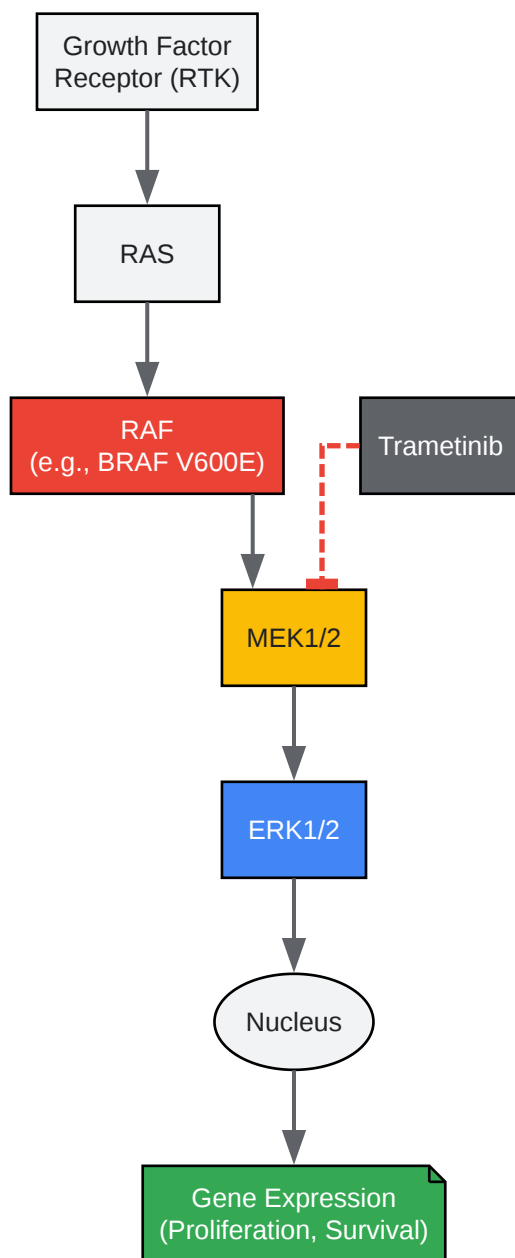 Growth Factor
Receptor (RTK)
RAS
RAF
(e.g., BRAF V600E)
Trametinib
MEK1/2
ERK1/2
Nucleus
Gene Expression
(Proliferation, Survival)